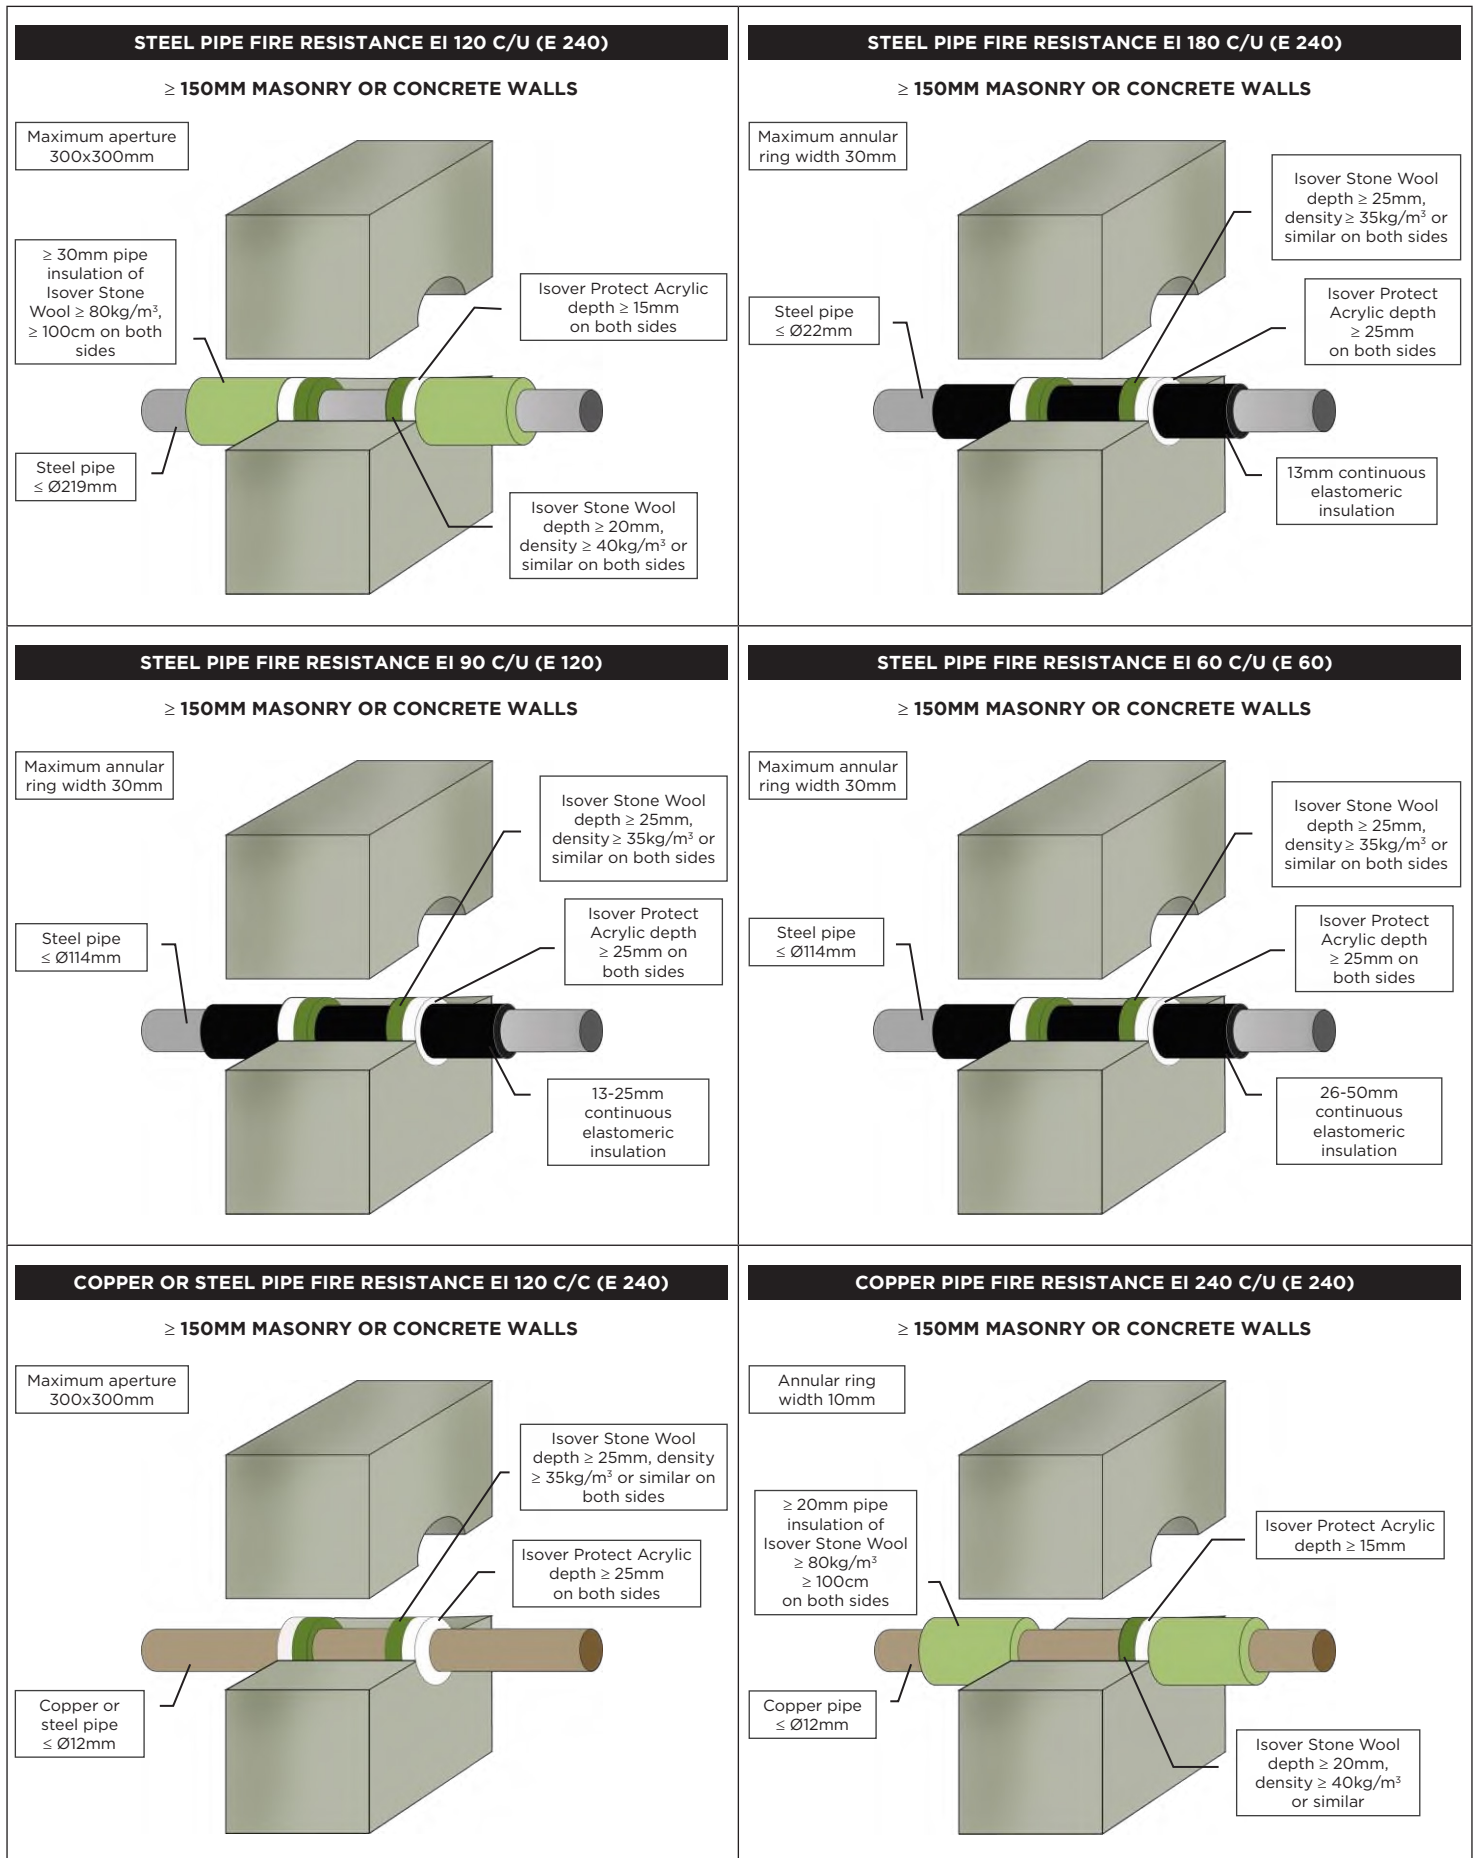 STEEL PIPE FIRE RESISTANCE EI 120 C/U (E 240)
≥ 150MM MASONRY OR CONCRETE WALLS
Maximum aperture
300x300mm
≥ 30mm pipe
insulation of
Isover Stone
Wool ≥ 80kg/m³,
≥ 100cm on both
sides
Isover Protect Acrylic
depth ≥ 15mm
on both sides
Steel pipe
≤ Ø219mm
Isover Stone Wool
depth ≥ 20mm,
density ≥ 40kg/m³ or
similar on both sides
STEEL PIPE FIRE RESISTANCE EI 180 C/U (E 240)
≥ 150MM MASONRY OR CONCRETE WALLS
Maximum annular
ring width 30mm
Isover Stone Wool
depth ≥ 25mm,
density ≥ 35kg/m³ or
similar on both sides
Steel pipe
≤ Ø22mm
Isover Protect
Acrylic depth
≥ 25mm
on both sides
13mm continuous
elastomeric
insulation
STEEL PIPE FIRE RESISTANCE EI 90 C/U (E 120)
≥ 150MM MASONRY OR CONCRETE WALLS
Maximum annular
ring width 30mm
Isover Stone Wool
depth ≥ 25mm,
density ≥ 35kg/m³ or
similar on both sides
Steel pipe
≤ Ø114mm
Isover Protect
Acrylic depth
≥ 25mm on
both sides
13-25mm
continuous
elastomeric
insulation
STEEL PIPE FIRE RESISTANCE EI 60 C/U (E 60)
≥ 150MM MASONRY OR CONCRETE WALLS
Maximum annular
ring width 30mm
Isover Stone Wool
depth ≥ 25mm,
density ≥ 35kg/m³ or
similar on both sides
Steel pipe
≤ Ø114mm
Isover Protect
Acrylic depth
≥ 25mm on
both sides
26-50mm
continuous
elastomeric
insulation
COPPER OR STEEL PIPE FIRE RESISTANCE EI 120 C/C (E 240)
≥ 150MM MASONRY OR CONCRETE WALLS
Maximum aperture
300x300mm
Isover Stone Wool
depth ≥ 25mm, density
≥ 35kg/m³ or similar on
both sides
Isover Protect Acrylic
depth ≥ 25mm
on both sides
Copper or
steel pipe
≤ Ø12mm
COPPER PIPE FIRE RESISTANCE EI 240 C/U (E 240)
≥ 150MM MASONRY OR CONCRETE WALLS
Annular ring
width 10mm
≥ 20mm pipe
insulation of
Isover Stone Wool
≥ 80kg/m³
≥ 100cm
on both sides
Isover Protect Acrylic
depth ≥ 15mm
Copper pipe
≤ Ø12mm
Isover Stone Wool
depth ≥ 20mm,
density ≥ 40kg/m³
or similar